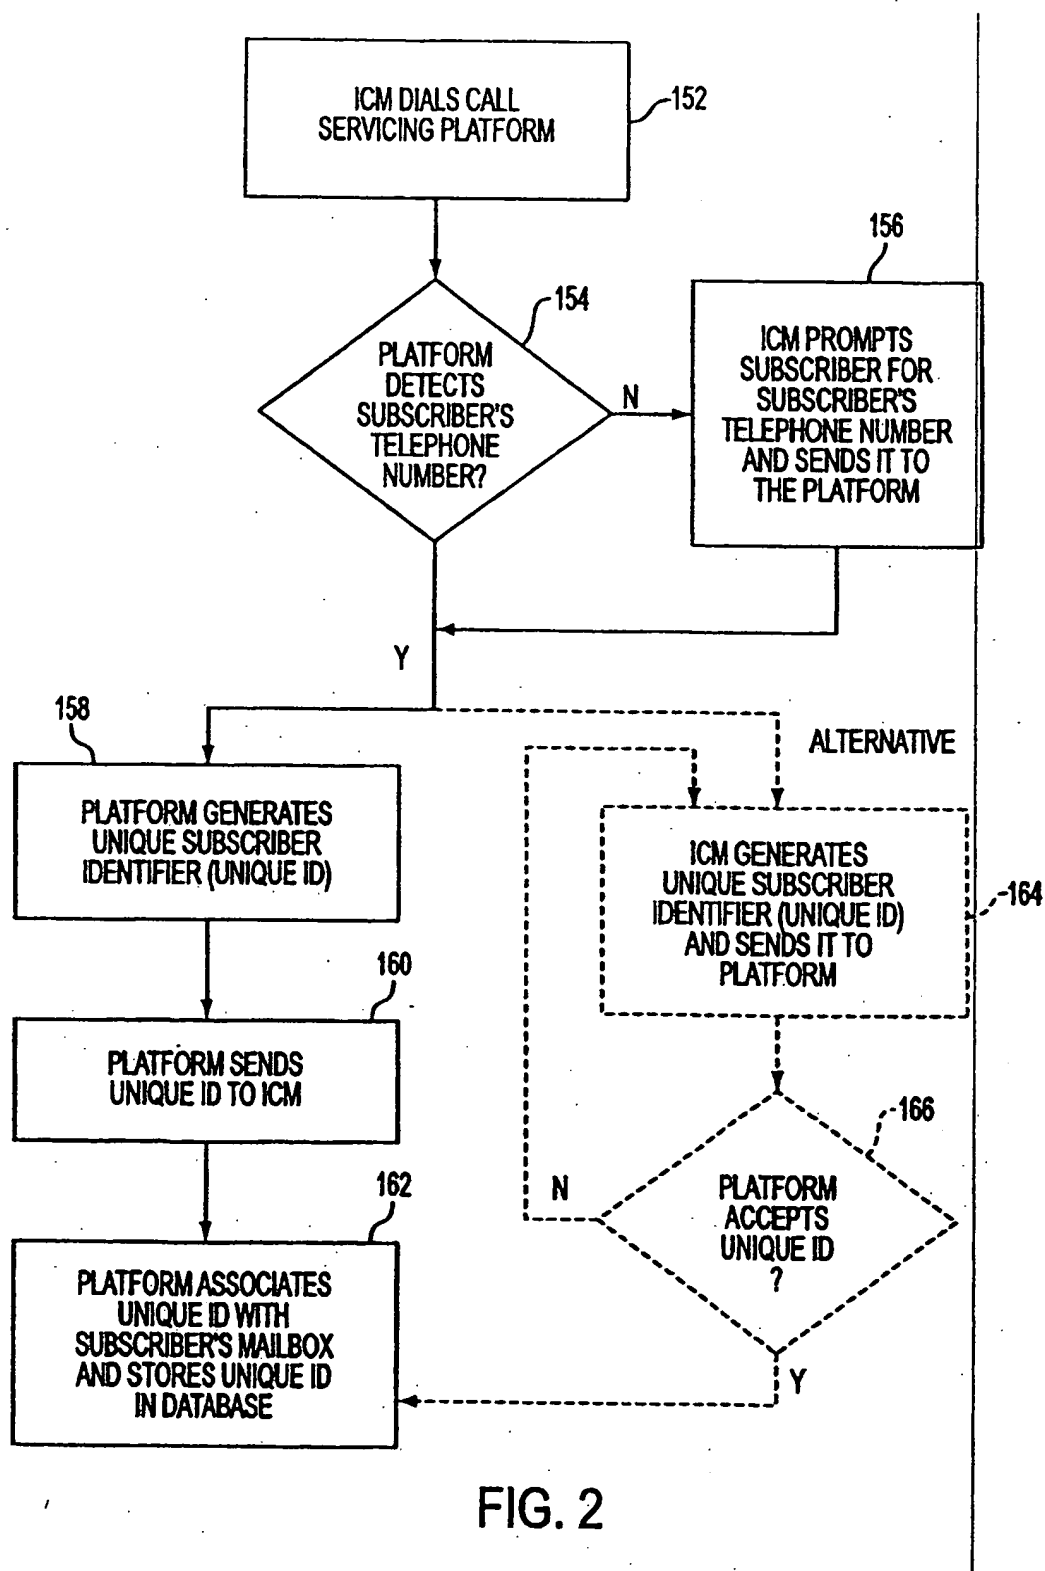 ICM DIALS CALL
SERVICING PLATFORM
152
156
154
PLATFORM
DETECTS
SUBSCRIBER'S
TELEPHONE
NUMBER?
N
ICM PROMPTS
SUBSCRIBER FOR
SUBSCRIBER'S
TELEPHONE NUMBER
AND SENDS IT TO
THE PLATFORM
Y
158
ALTERNATIVE
PLATFORM GENERATES
UNIQUE SUBSCRIBER
IDENTIFIER (UNIQUE ID)
ICM GENERATES
UNIQUE SUBSCRIBER
IDENTIFIER (UNIQUE ID)
AND SENDS IT TO
PLATFORM
164
160
PLATFORM SENDS
UNIQUE ID TO ICM
166
162
N
PLATFORM
ACCEPTS
UNIQUE ID
?
PLATFORM ASSOCIATES
UNIQUE ID WITH
SUBSCRIBER'S MAILBOX
AND STORES UNIQUE ID
IN DATABASE
Y
FIG. 2